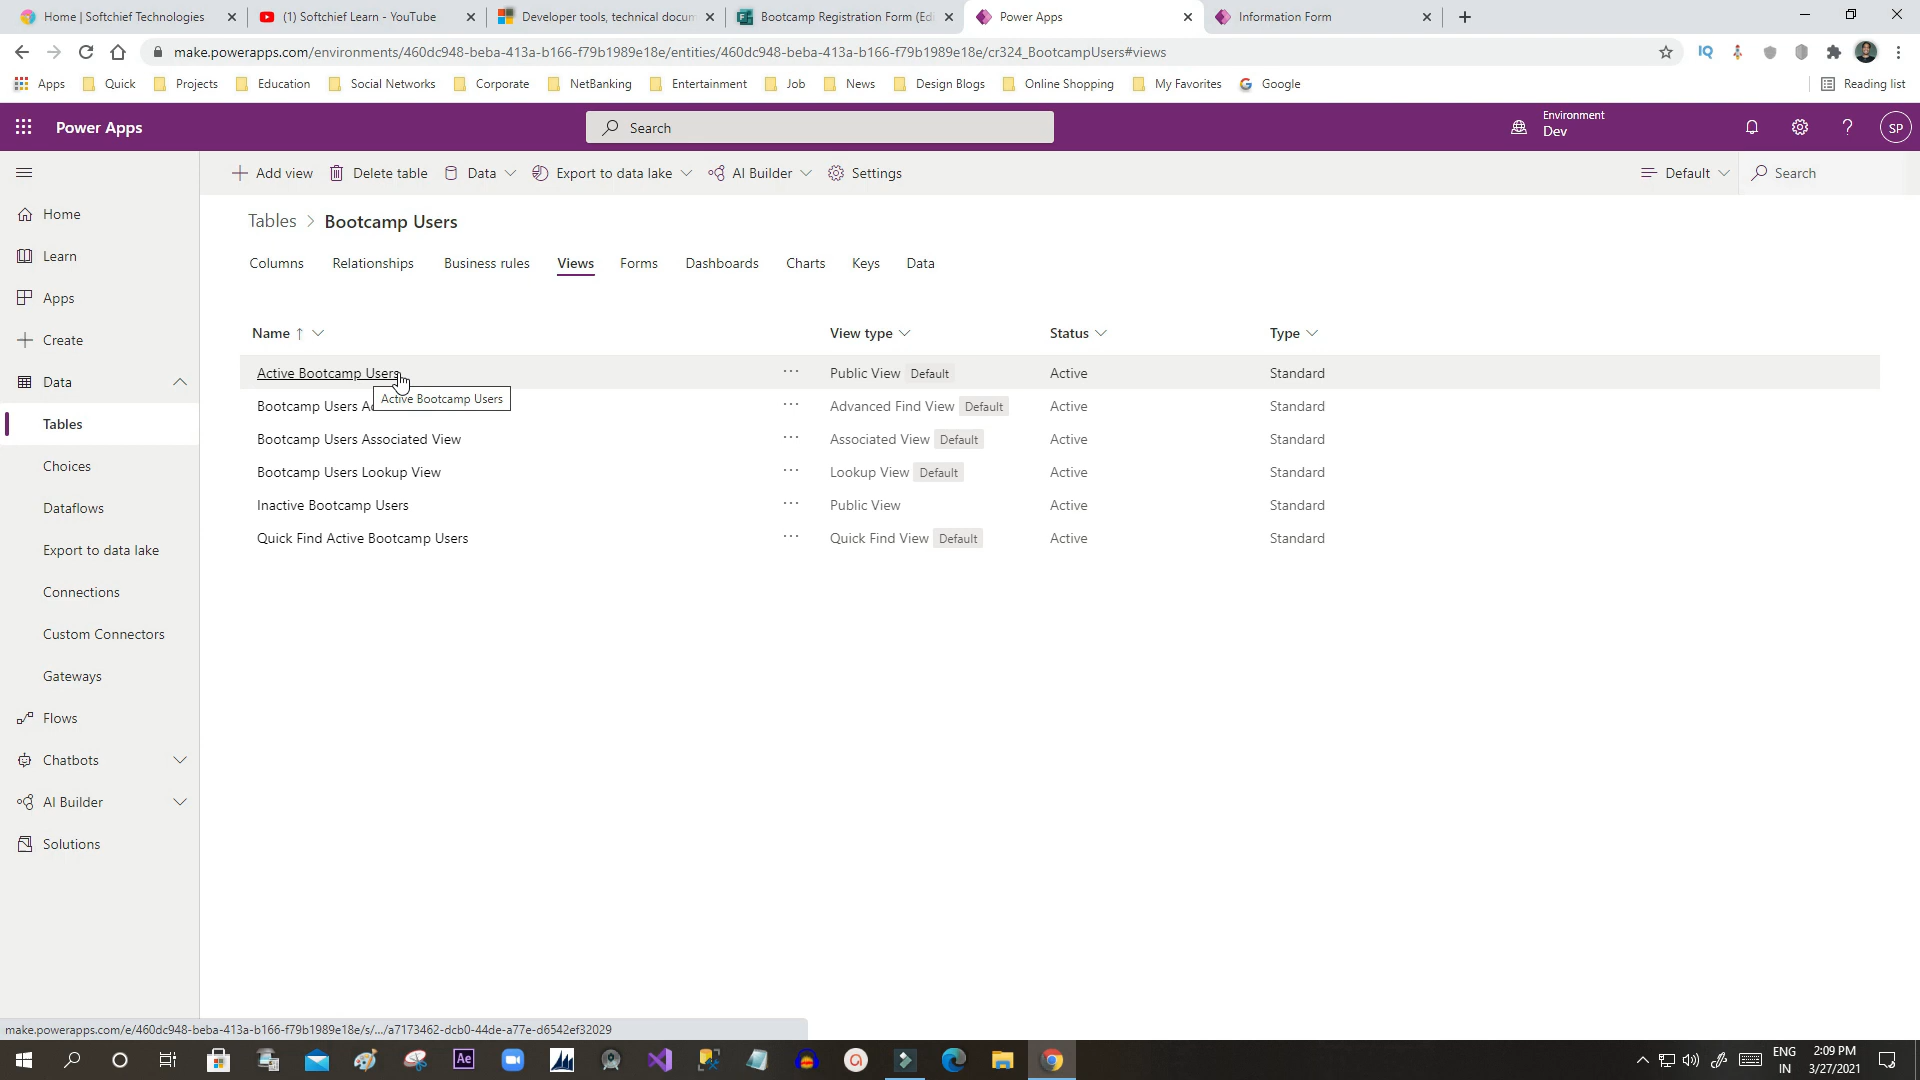 Home | Softchief Technologies
(1) Softchief Learn - YouTube
Developer tools, technical docum
Bootcamp Registration Form (Edi
Power Apps
Information Form
make.powerapps.com/environments/460dc948-beba-413a-b166-f79b1989e18e/entities/460dc948-beba-413a-b166-f79b1989e18e/cr324_BootcampUsers#views
IQ
Apps
Quick
Projects
Education
Social Networks
Corporate
NetBanking
Entertainment
Job
News
Design Blogs
Online Shopping
My Favorites
Google
Reading list
Power Apps
Search
Environment
Dev
SP
Add view
Delete table
Data
Export to data lake
AI Builder
Settings
Default
Search
Home
Learn
Apps
Create
Data
Tables
Choices
Dataflows
Export to data lake
Connections
Custom Connectors
Gateways
Flows
Chatbots
AI Builder
Solutions
Tables > Bootcamp Users
Columns Relationships Business rules Views Forms Dashboards Charts Keys Data
Name View type Status Type
Active Bootcamp Users Public View Default Active Standard
Active Bootcamp Users
Bootcamp Users Ac Advanced Find View Default Active Standard
Bootcamp Users Associated View Associated View Default Active Standard
Bootcamp Users Lookup View Lookup View Default Active Standard
Inactive Bootcamp Users Public View Active Standard
Quick Find Active Bootcamp Users Quick Find View Default Active Standard
make.powerapps.com/e/460dc948-beba-413a-b166-f79b1989e18e/s/.../a7173462-dcb0-44de-a77e-d6542ef32029
Ae
ENG
IN
2:09 PM
3/27/2021